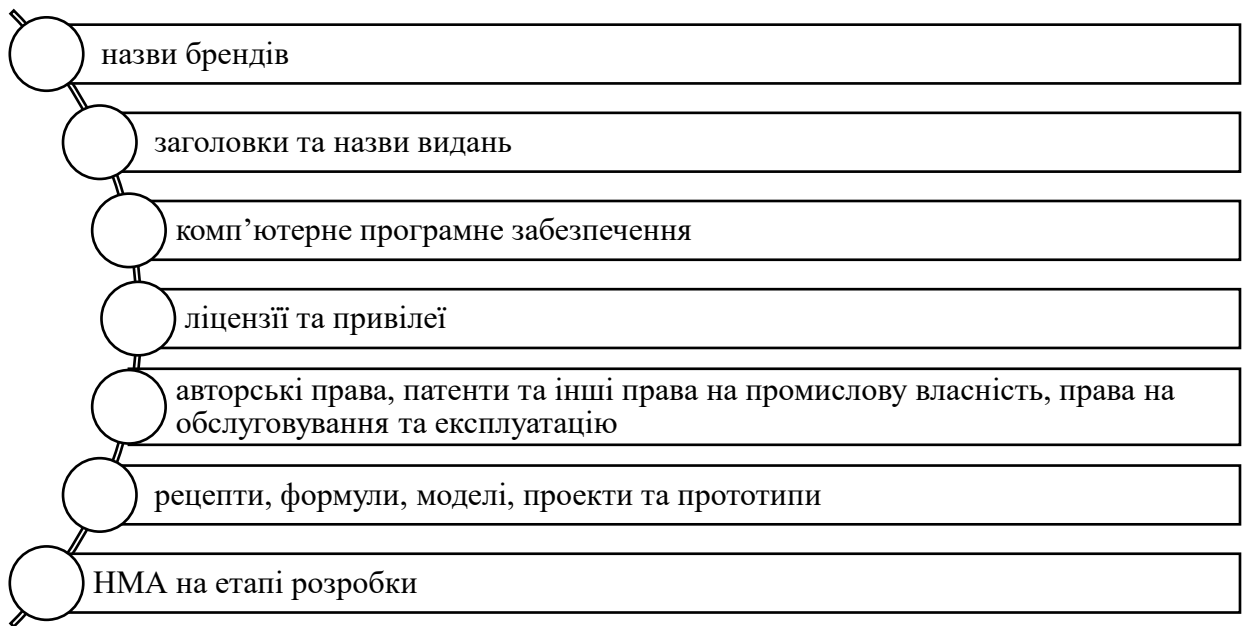 назви брендів
заголовки та назви видань
комп’ютерне програмне забезпечення
ліцензії та привілеї
авторські права, патенти та інші права на промислову власність, права на
обслуговування та експлуатацію
рецепти, формули, моделі, проекти та прототипи
НМА на етапі розробки